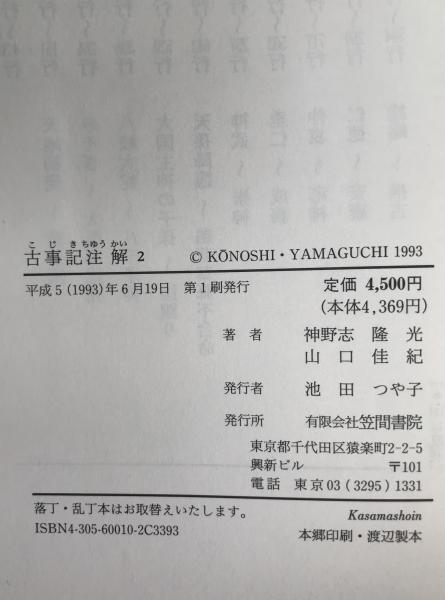 こじきちゆうかい
古事記注解 2 © KŌNOSHI・YAMAGUCHI 1993
平成5(1993)年6月19日 第1刷発行 定価 4,500円
(本体4,369円)
著者 神野志 隆光
山口佳紀
発行者 池田つや子
発行所 有限会社笠間書院
東京都千代田区猿楽町2-2-5
興新ビル 〒101
電話 東京03(3295)1331
落丁・乱丁本はお取替えいたします。 Kasamashoin
ISBN4-305-60010-2C3393 本郷印刷・渡辺製本